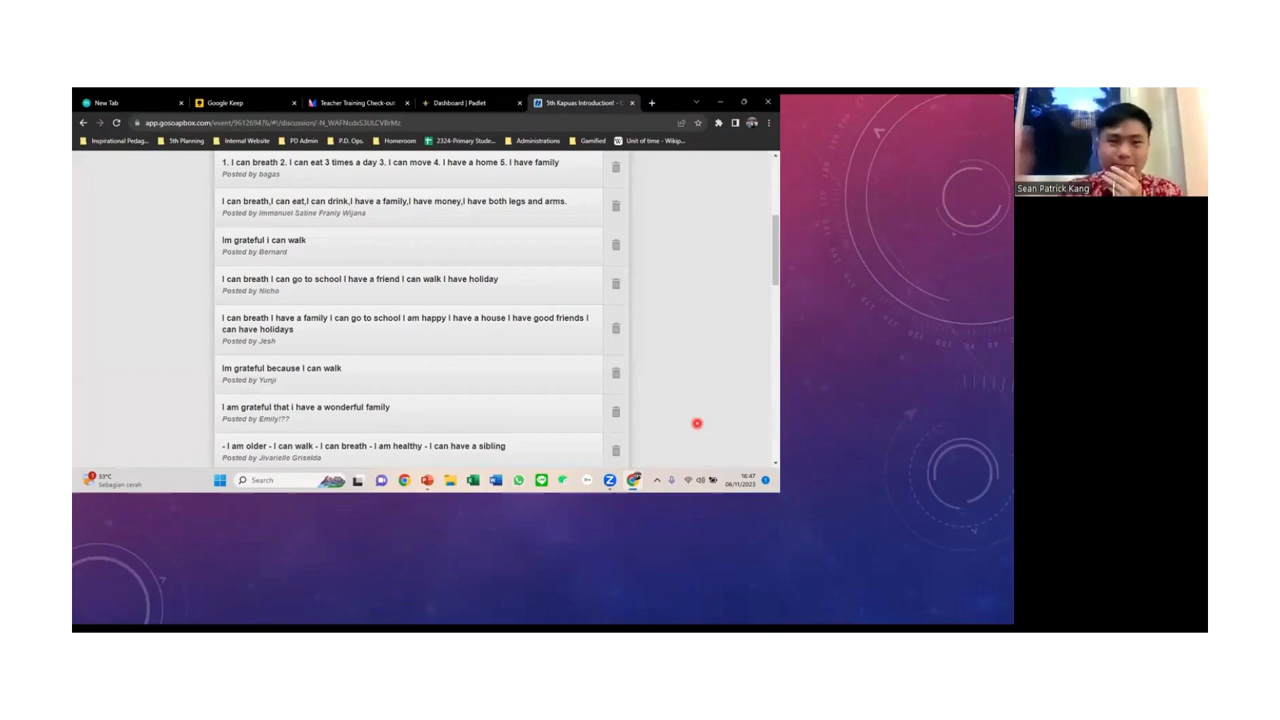 New Tab
Google Keep
Teacher Training Check-out
Dashboard | Padlet
5th Kapuas Introduction! - G
Inspirational Pedag...
5th Planning
Internal Website
PD Admin
P.D. Ops.
Homeroom
2324-Primary Stude...
Administrations
Gamified
Unit of time - Wikip...
1. I can breath 2. I can eat 3 times a day 3. I can move 4. I have a home 5. I have family
Posted by bagas
I can breath,I can eat,I can drink,I have a family,I have money,I have both legs and arms.
Posted by Immanuel Satine Franly Wijana
Im grateful i can walk
Posted by Bernard
I can breath I can go to school I have a friend I can walk I have holiday
Posted by Nicho
I can breath I have a family I can go to school I am happy I have a house I have good friends I
can have holidays
Posted by Jesh
Im grateful because I can walk
Posted by Yunji
I am grateful that i have a wonderful family
Posted by Emily!??
- I am older - I can walk - I can breath - I am healthy - I can have a sibling
Posted by Jivarielle Griselda
33°C
Sebagian cerah
Search
16:47
06/11/2023
Sean Patrick Kang